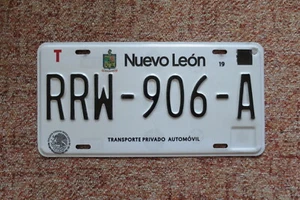 T Nuevo León 19
RRW-906-A
TRANSPORTE PRIVADO AUTOMÓVIL